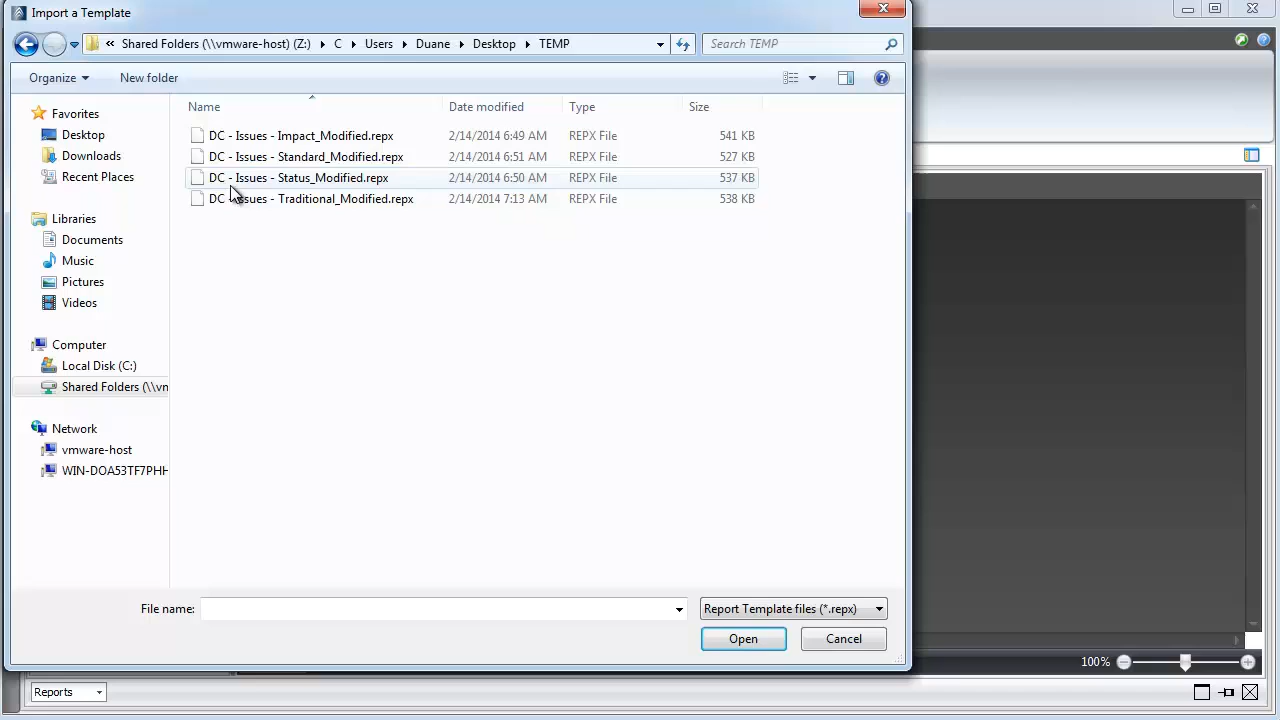 Import a Template
« Shared Folders (\\vmware-host) (Z:) C Users Duane Desktop TEMP
Search TEMP
Organize New folder
Name Date modified Type Size
Favorites
Desktop
Downloads
Recent Places
Libraries
Documents
Music
Pictures
Videos
Computer
Local Disk (C:)
Shared Folders (\\vm
Network
vmware-host
WIN-DOA53TF7PHH
DC - Issues - Impact_Modified.repx 2/14/2014 6:49 AM REPX File 541 KB
DC - Issues - Standard_Modified.repx 2/14/2014 6:51 AM REPX File 527 KB
DC - Issues - Status_Modified.repx 2/14/2014 6:50 AM REPX File 537 KB
DC - Issues - Traditional_Modified.repx 2/14/2014 7:13 AM REPX File 538 KB
File name:
Report Template files (*.repx)
Open Cancel
100%
Reports